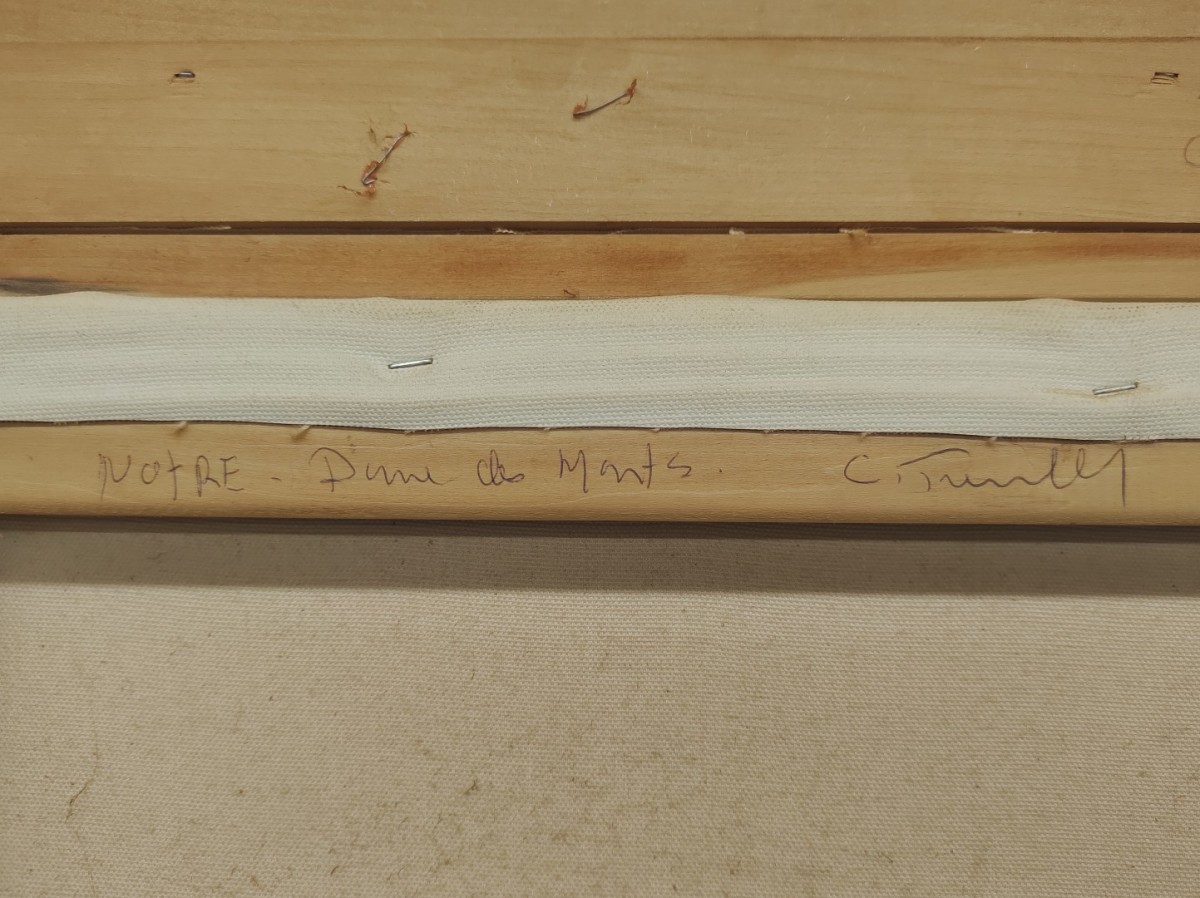 NOtRE - Dame des Monts. C.